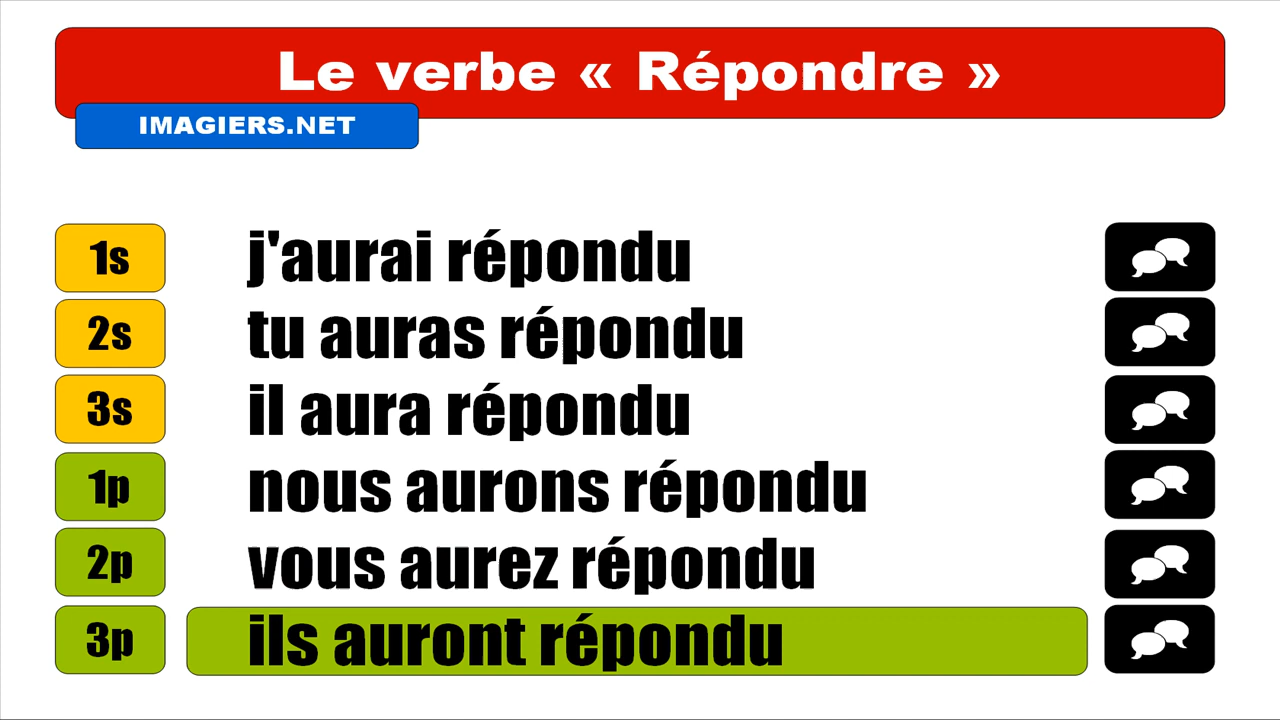 Le verbe « Répondre »
IMAGIERS.NET
1s j'aurai répondu
2s tu auras répondu
3s il aura répondu
1p nous aurons répondu
2p vous aurez répondu
3p ils auront répondu